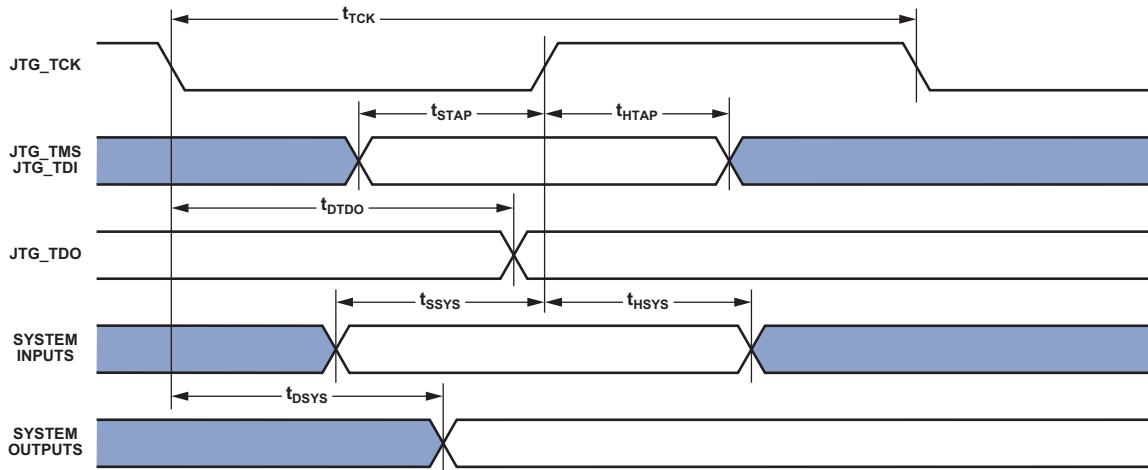 tTCK
JTG_TCK
tSTAP
tHTAP
JTG_TMS
JTG_TDI
tDTDO
JTG_TDO
tSSYS
tHSYS
SYSTEM
INPUTS
tDSYS
SYSTEM
OUTPUTS